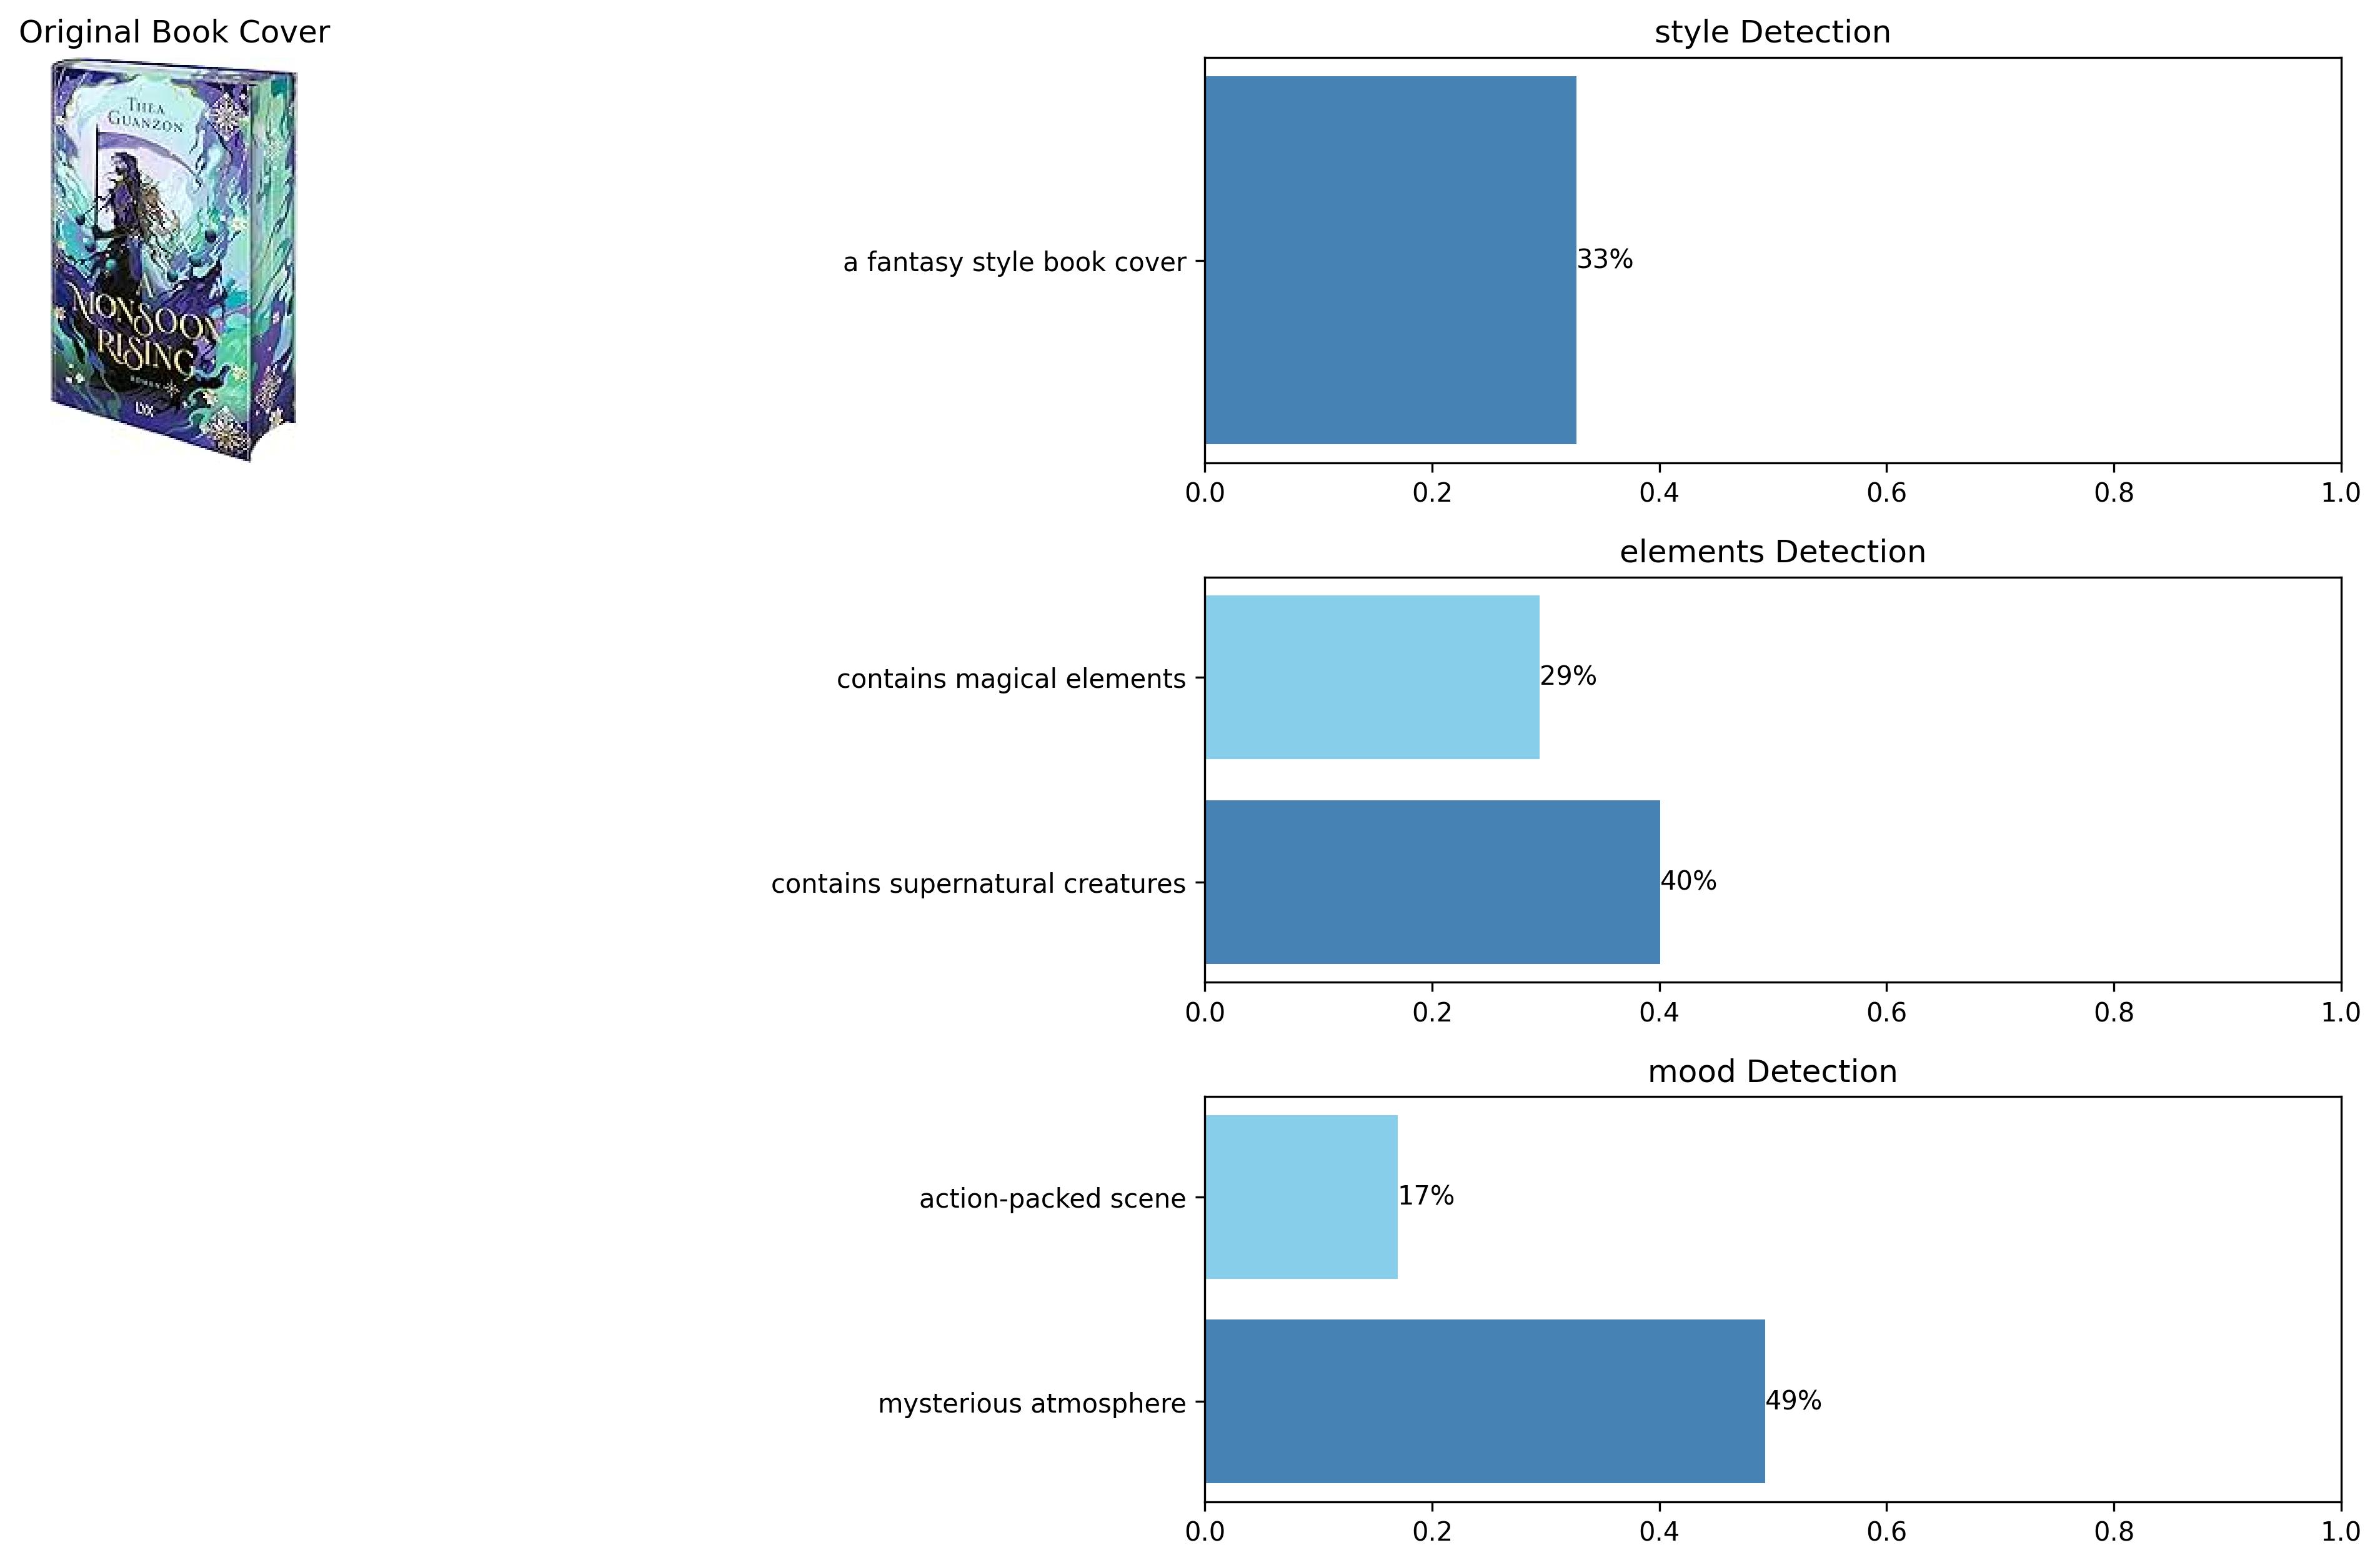 Original Book Cover
THEA
GUANZON
A
MONSOON
RISING
ROMAN
LYX
style Detection
a fantasy style book cover
33%
0.0 0.2 0.4 0.6 0.8 1.0
elements Detection
contains magical elements
29%
contains supernatural creatures
40%
0.0 0.2 0.4 0.6 0.8 1.0
mood Detection
action-packed scene
17%
mysterious atmosphere
49%
0.0 0.2 0.4 0.6 0.8 1.0